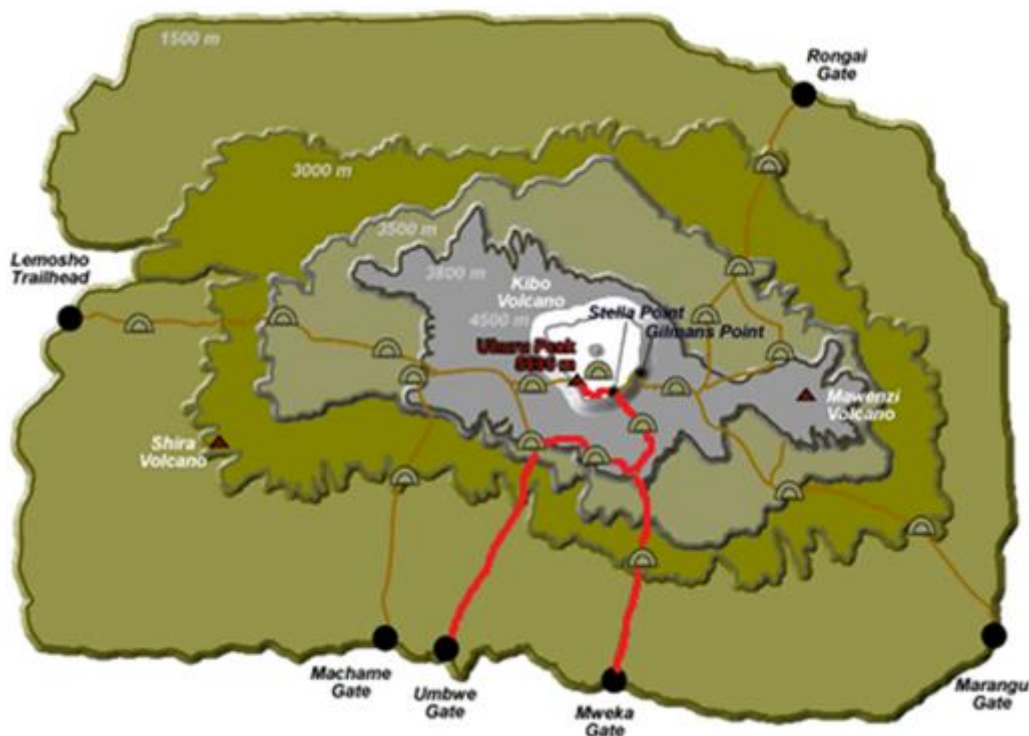 1500 m
Rongai
Gate
3000 m
3500 m
Lemosho
Trailhead
3800 m
Kibo
Volcano
4500 m
Stella Point
Gilmans Point
Uhuru Peak
m
Mawenzi
Volcano
Shira
Volcano
Machame
Gate
Umbwe
Gate
Mweka
Gate
Marangu
Gate